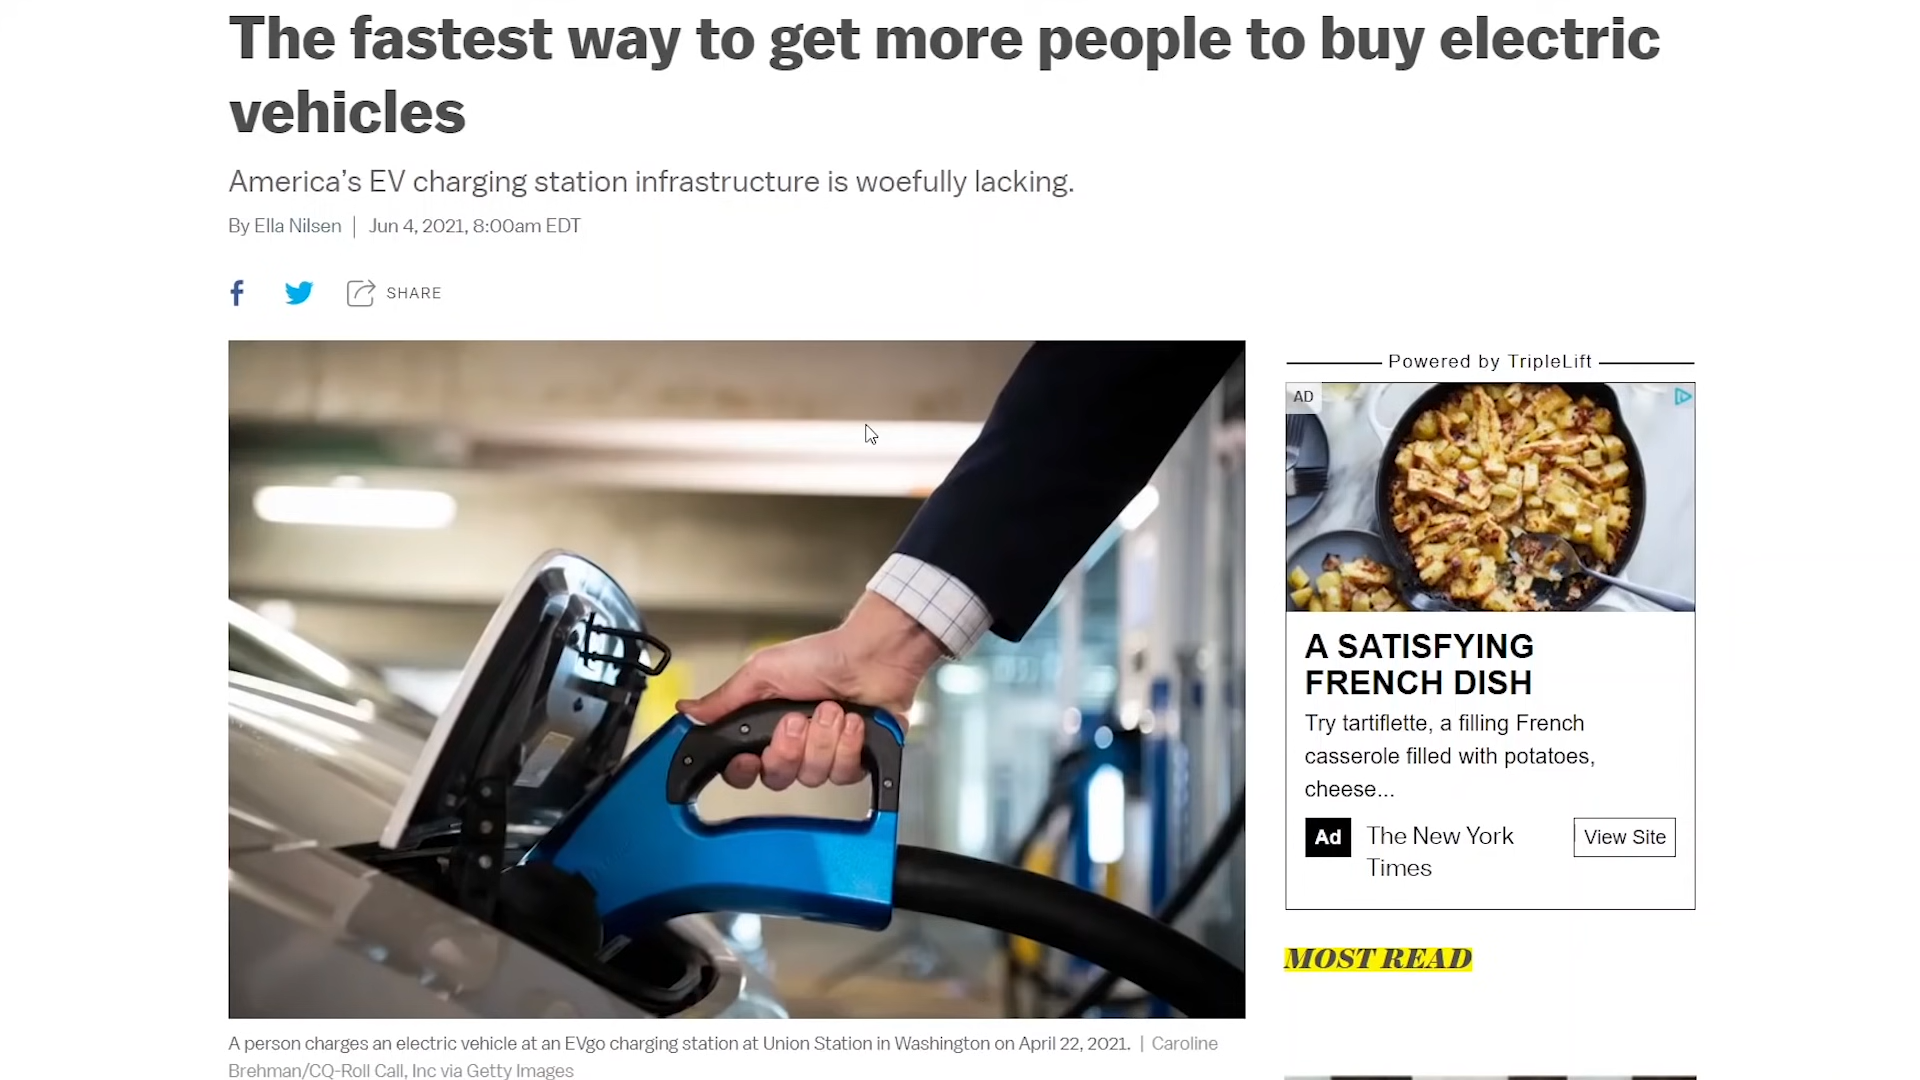 The fastest way to get more people to buy electric
vehicles
America's EV charging station infrastructure is woefully lacking.
By Ella Nilsen | Jun 4, 2021, 8:00am EDT
SHARE
Powered by TripleLift
AD
A SATISFYING
FRENCH DISH
Try tartiflette, a filling French
casserole filled with potatoes,
cheese...
Ad
The New York
Times
View Site
MOST READ
A person charges an electric vehicle at an EVgo charging station at Union Station in Washington on April 22, 2021. | Caroline
Brehman/CQ-Roll Call, Inc via Getty Images